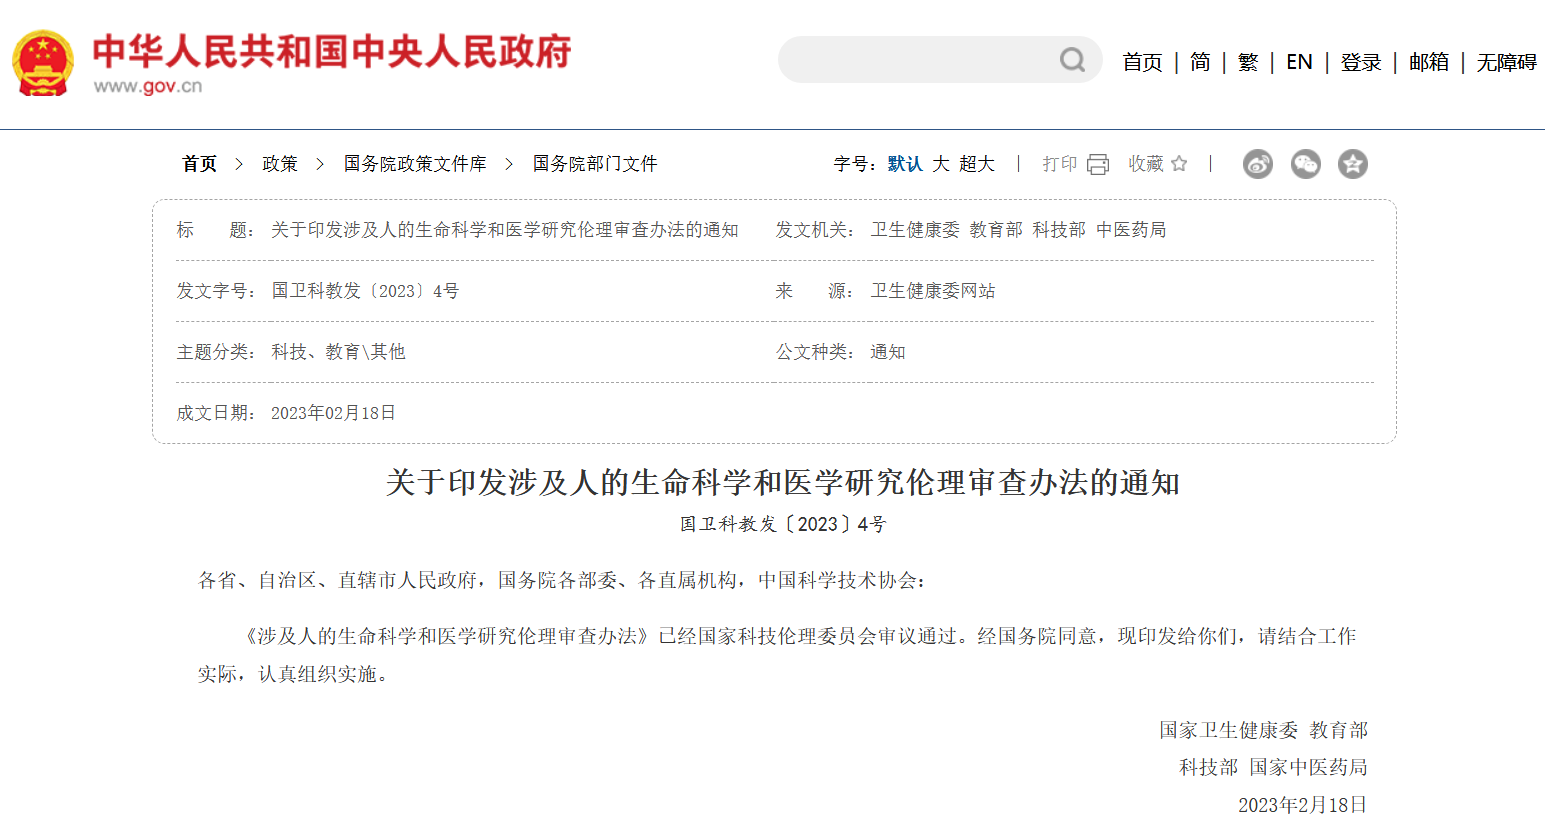 中华人民共和国中央人民政府
www.gov.cn
首页 | 简 | 繁 | EN | 登录 | 邮箱 | 无障碍
首页 > 政策 > 国务院政策文件库 > 国务院部门文件
字号：默认 大 超大 | 打印 收藏 |
标 题： 关于印发涉及人的生命科学和医学研究伦理审查办法的通知
发文机关： 卫生健康委 教育部 科技部 中医药局
发文字号： 国卫科教发〔2023〕4号
来 源： 卫生健康委网站
主题分类： 科技、教育\其他
公文种类： 通知
成文日期： 2023年02月18日
关于印发涉及人的生命科学和医学研究伦理审查办法的通知
国卫科教发〔2023〕4号
各省、自治区、直辖市人民政府，国务院各部委、各直属机构，中国科学技术协会：
《涉及人的生命科学和医学研究伦理审查办法》已经国家科技伦理委员会审议通过。经国务院同意，现印发给你们，请结合工作
实际，认真组织实施。
国家卫生健康委 教育部
科技部 国家中医药局
2023年2月18日